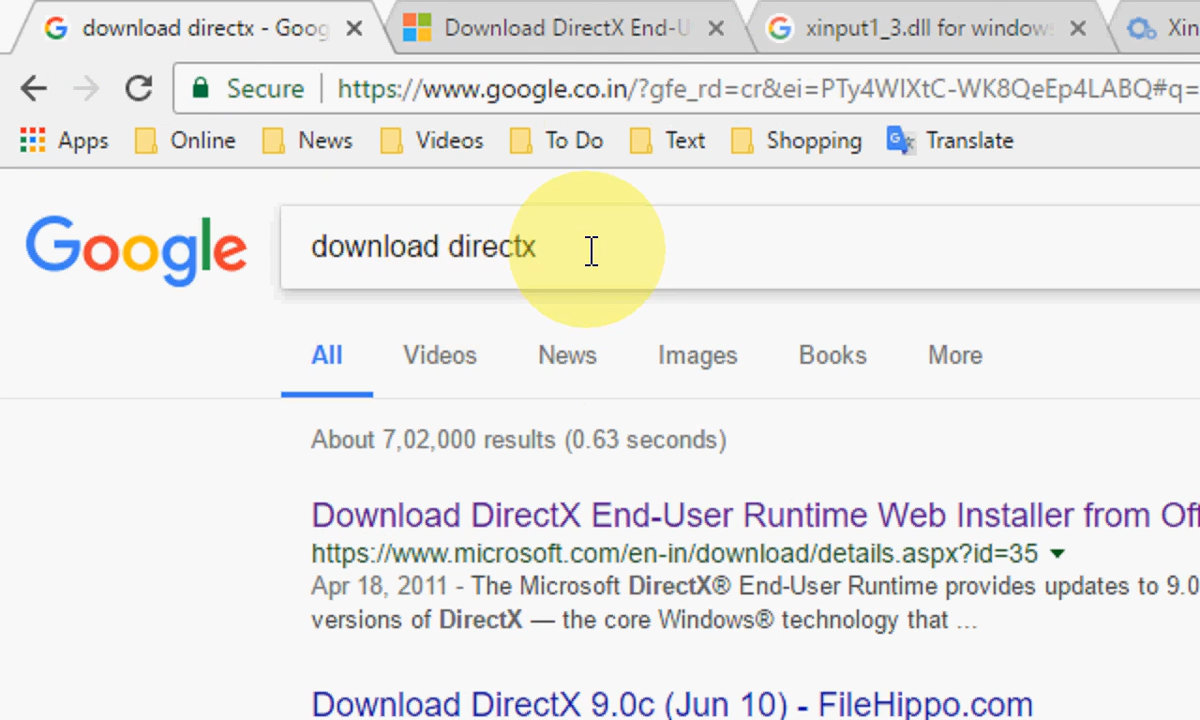 download directx - Goog
Download DirectX End-U
xinput1_3.dll for window
Xin
Secure
https://www.google.co.in/?gfe_rd=cr&ei=PTy4WIXtC-WK8QeEp4LABQ#q=
Apps Online News Videos To Do Text Shopping Translate
Google
download directx
All Videos News Images Books More
About 7,02,000 results (0.63 seconds)
Download DirectX End-User Runtime Web Installer from Off
https://www.microsoft.com/en-in/download/details.aspx?id=35
Apr 18, 2011 - The Microsoft DirectX® End-User Runtime provides updates to 9.0
versions of DirectX — the core Windows® technology that ...
Download DirectX 9.0c (Jun 10) - FileHippo.com